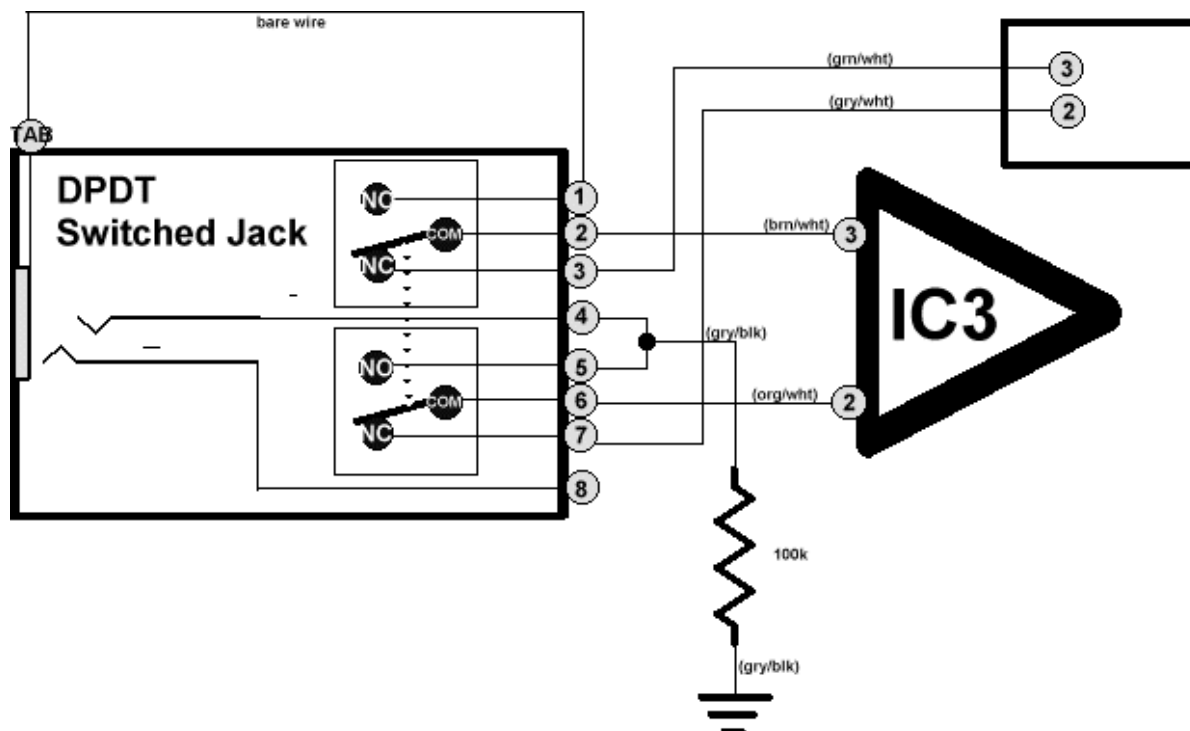 bare wire
(grn/wht)
3
(gry/wht)
2
TAB
DPDT
Switched Jack
NO
1
COM
2
(brn/wht)
3
NC
3
IC3
4
(gry/blk)
NO
5
COM
6
(org/wht)
2
NC
7
8
100k
(gry/blk)